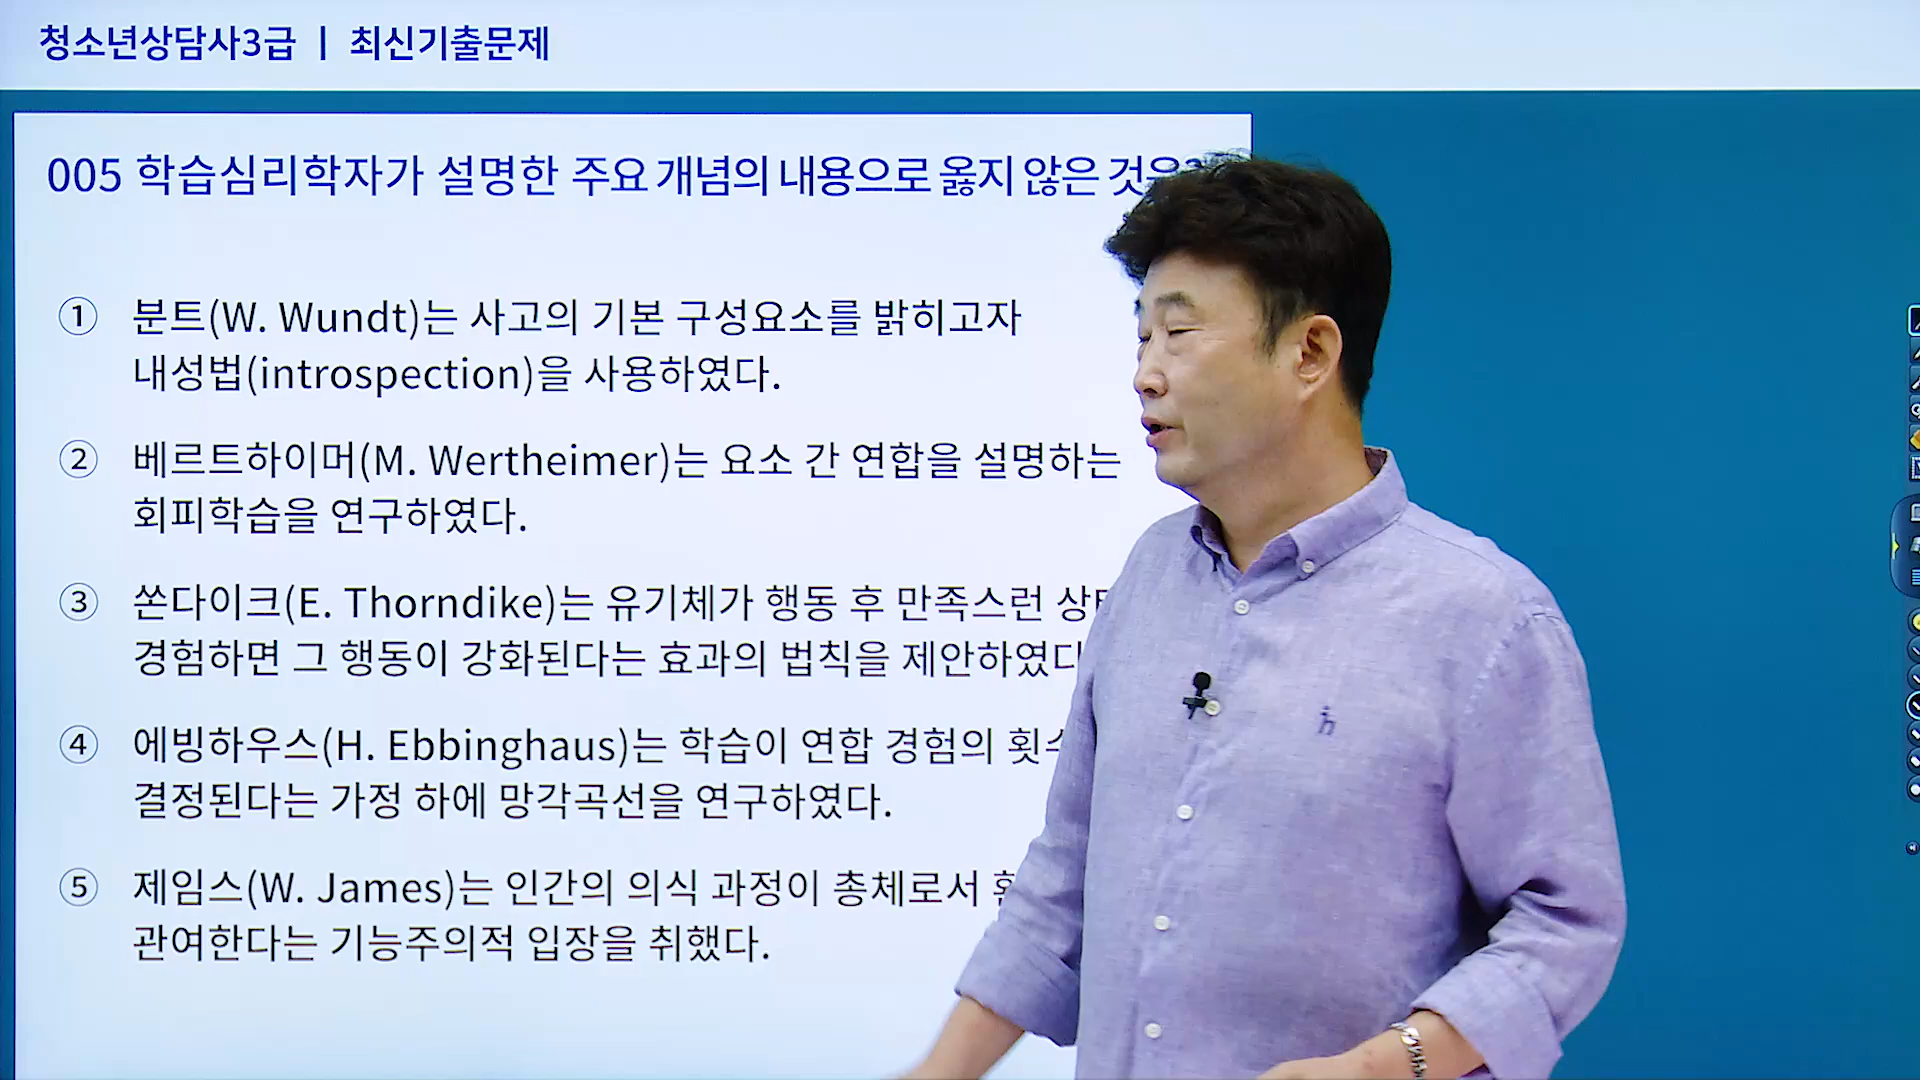 청소년상담사3급 | 최신기출문제
005 학습심리학자가 설명한 주요 개념의 내용으로 옳지 않은 것은?
① 분트(W. Wundt)는 사고의 기본 구성요소를 밝히고자
내성법(introspection)을 사용하였다.
② 베르트하이머(M. Wertheimer)는 요소 간 연합을 설명하는
회피학습을 연구하였다.
③ 쏜다이크(E. Thorndike)는 유기체가 행동 후 만족스런
경험하면 그 행동이 강화된다는 효과의 법칙을 제안하였다
④ 에빙하우스(H. Ebbinghaus)는 학습이 연합 경험의
결정된다는 가정 하에 망각곡선을 연구하였다.
⑤ 제임스(W. James)는 인간의 의식 과정이 총체로서
관여한다는 기능주의적 입장을 취했다.